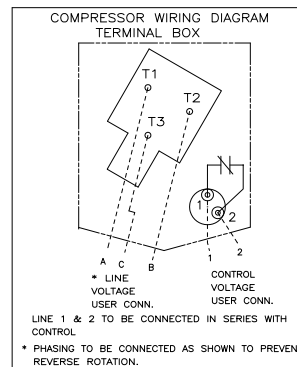 COMPRESSOR WIRING DIAGRAM
TERMINAL BOX
T1
T2
T3
1
2
A
C
B
1
2
* LINE
VOLTAGE
USER CONN.
CONTROL
VOLTAGE
USER CONN.
LINE 1 & 2 TO BE CONNECTED IN SERIES WITH
CONTROL
* PHASING TO BE CONNECTED AS SHOWN TO PREVEN
REVERSE ROTATION.